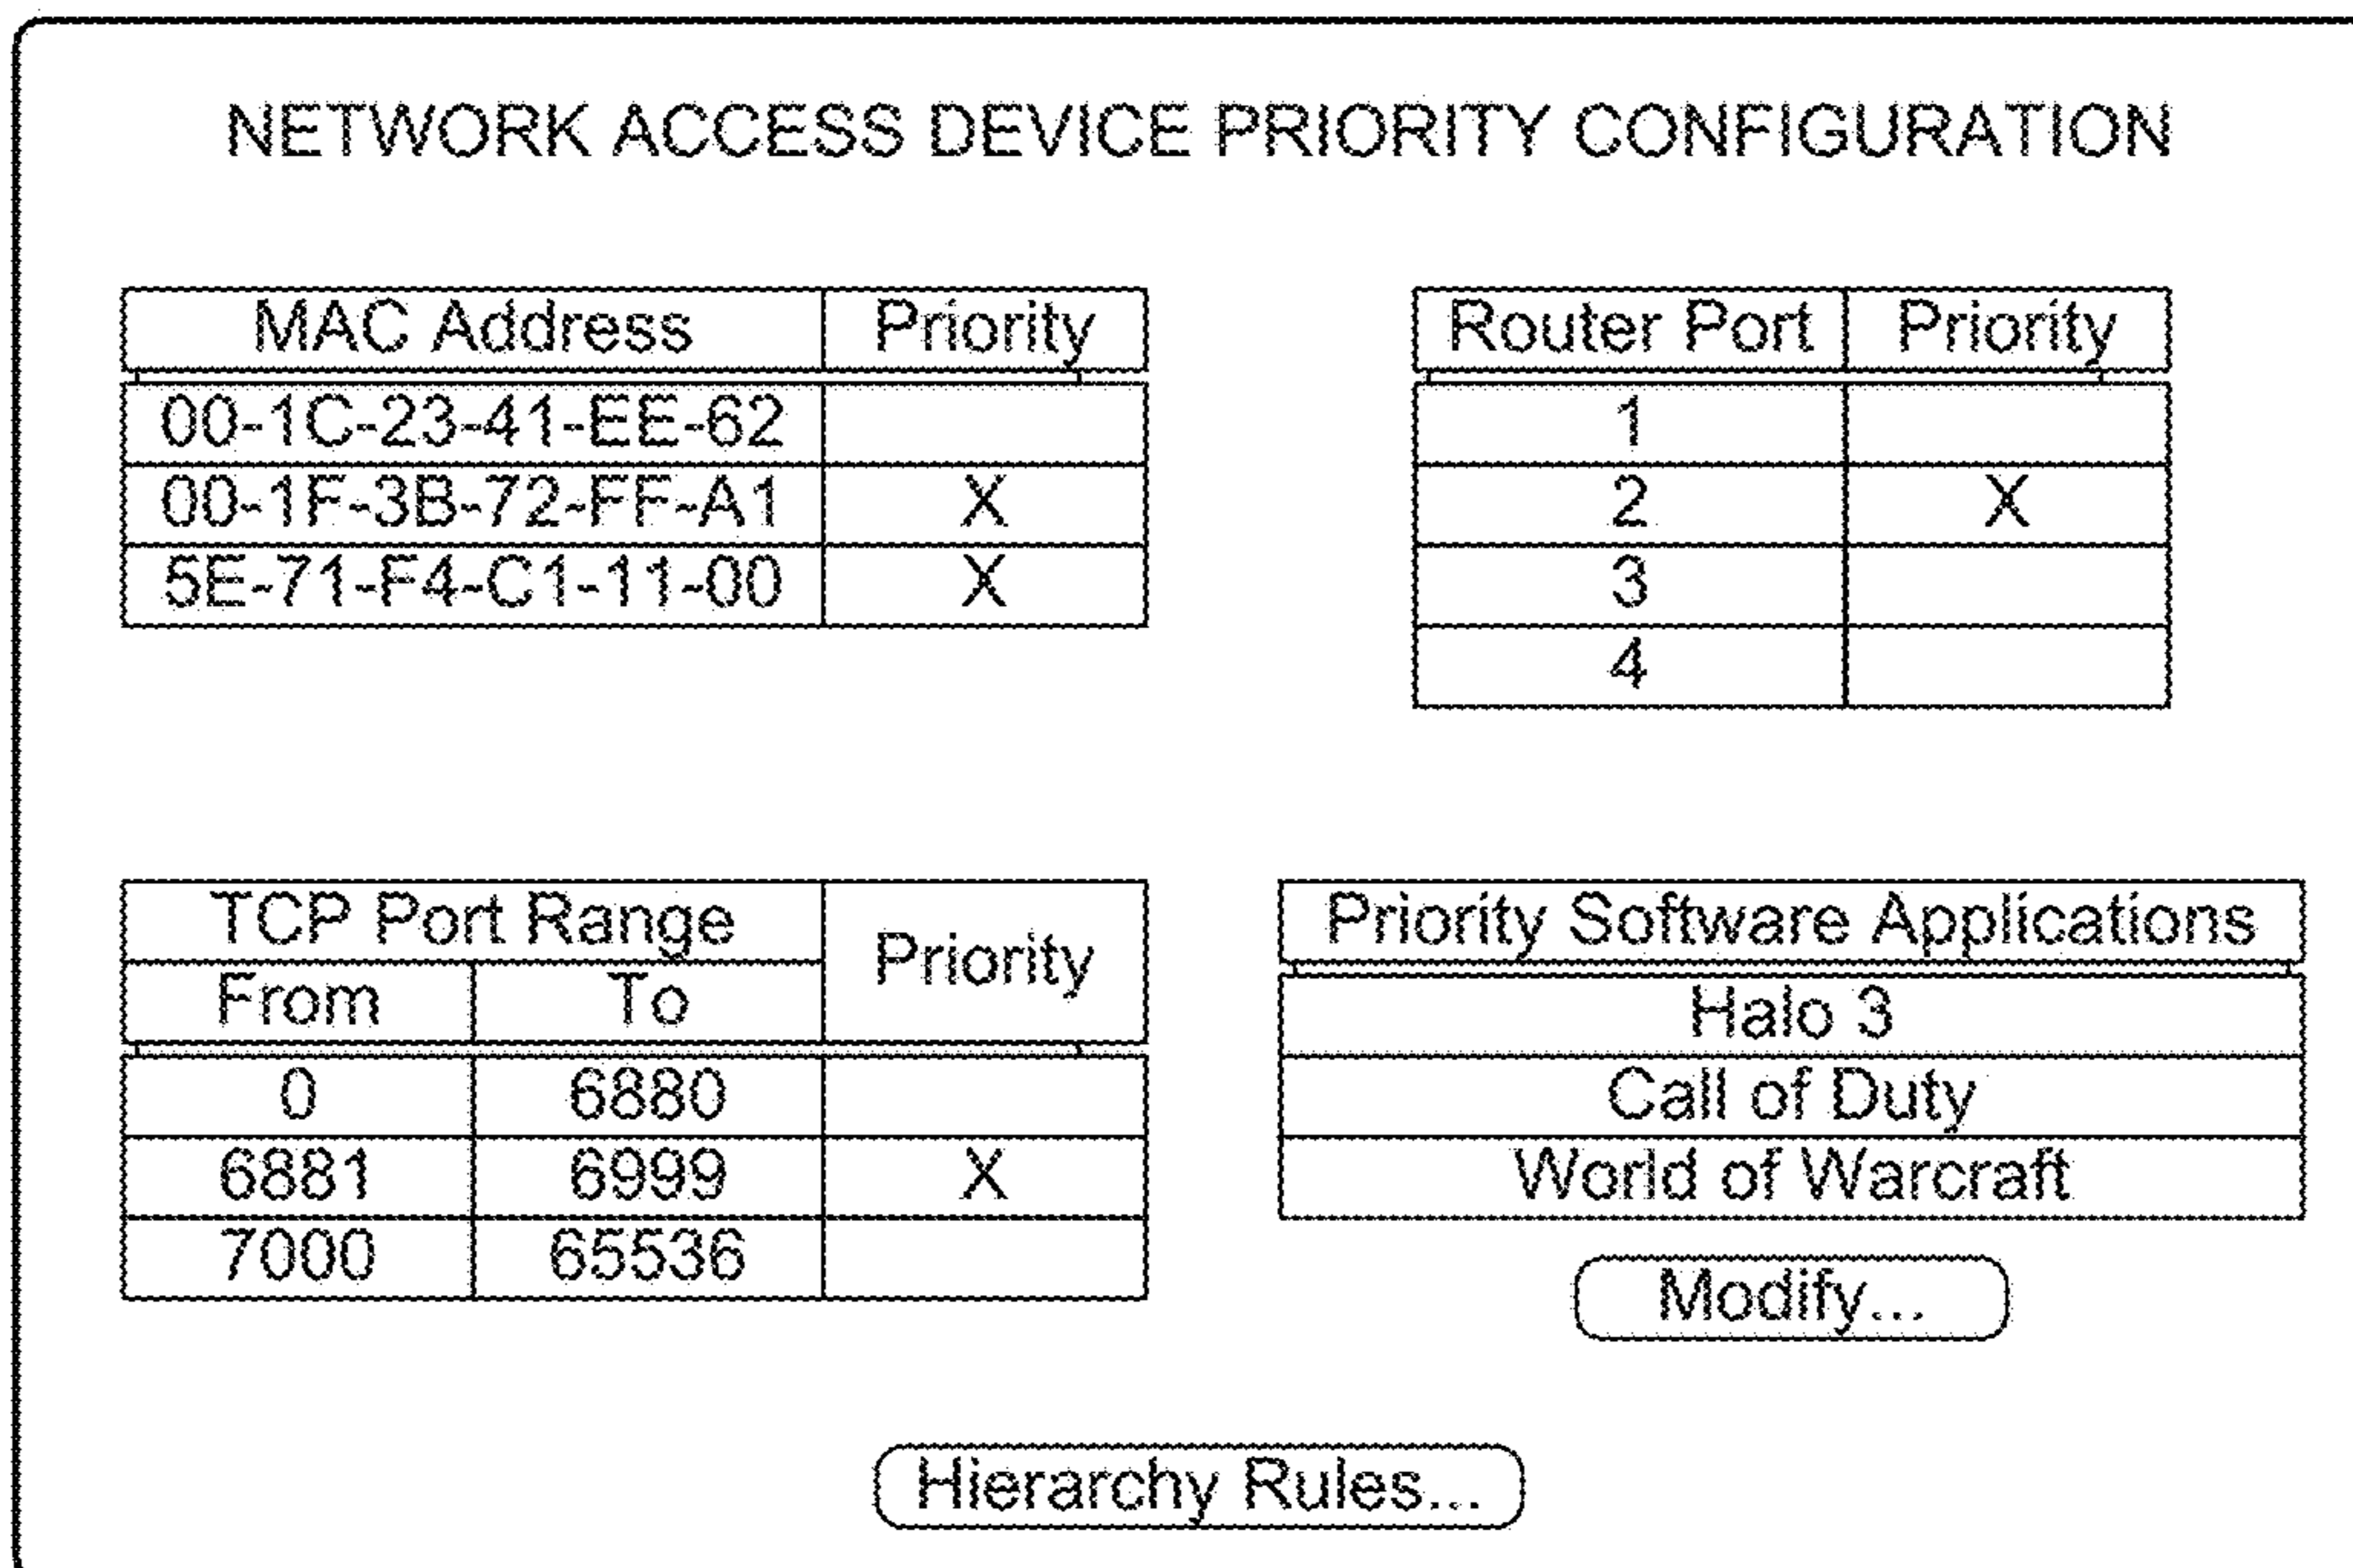 NETWORK ACCESS DEVICE PRIORITY CONFIGURATION
MAC Address Priority
00-1C-23-41-EE-62
00-1F-3B-72-FF-A1 X
5E-71-F4-C1-11-00 X
Router Port Priority
1
2 X
3
4
TCP Port Range Priority
From To
0 6880
6881 6999 X
7000 65536
Priority Software Applications
Halo 3
Call of Duty
World of Warcraft
Modify...
Hierarchy Rules...